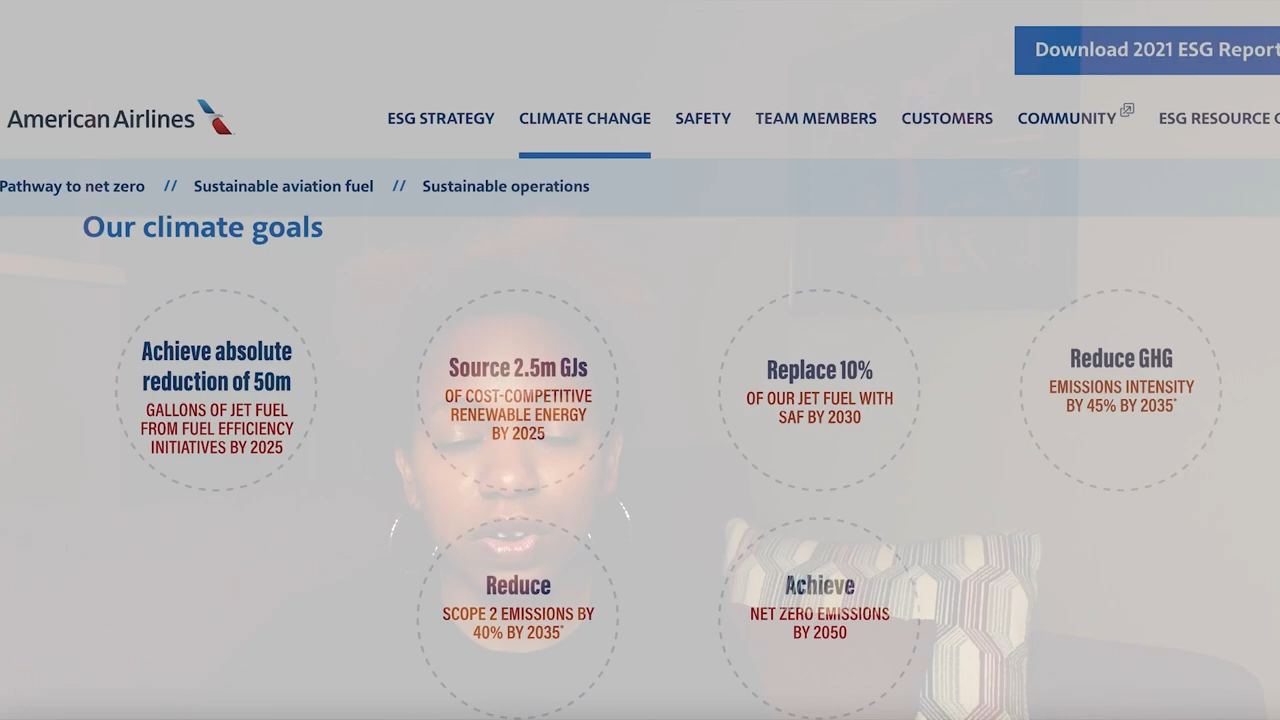 Download 2021 ESG Report
American Airlines
ESG STRATEGY CLIMATE CHANGE SAFETY TEAM MEMBERS CUSTOMERS COMMUNITY ESG RESOURCE
Pathway to net zero // Sustainable aviation fuel // Sustainable operations
Our climate goals
Achieve absolute
reduction of 50m
GALLONS OF JET FUEL
FROM FUEL EFFICIENCY
INITIATIVES BY 2025
Source 2.5m GJs
OF COST-COMPETITIVE
RENEWABLE ENERGY
BY 2025
Replace 10%
OF OUR JET FUEL WITH
SAF BY 2030
Reduce GHG
EMISSIONS INTENSITY
BY 45% BY 2035*
Reduce
SCOPE 2 EMISSIONS BY
40% BY 2035*
Achieve
NET ZERO EMISSIONS
BY 2050